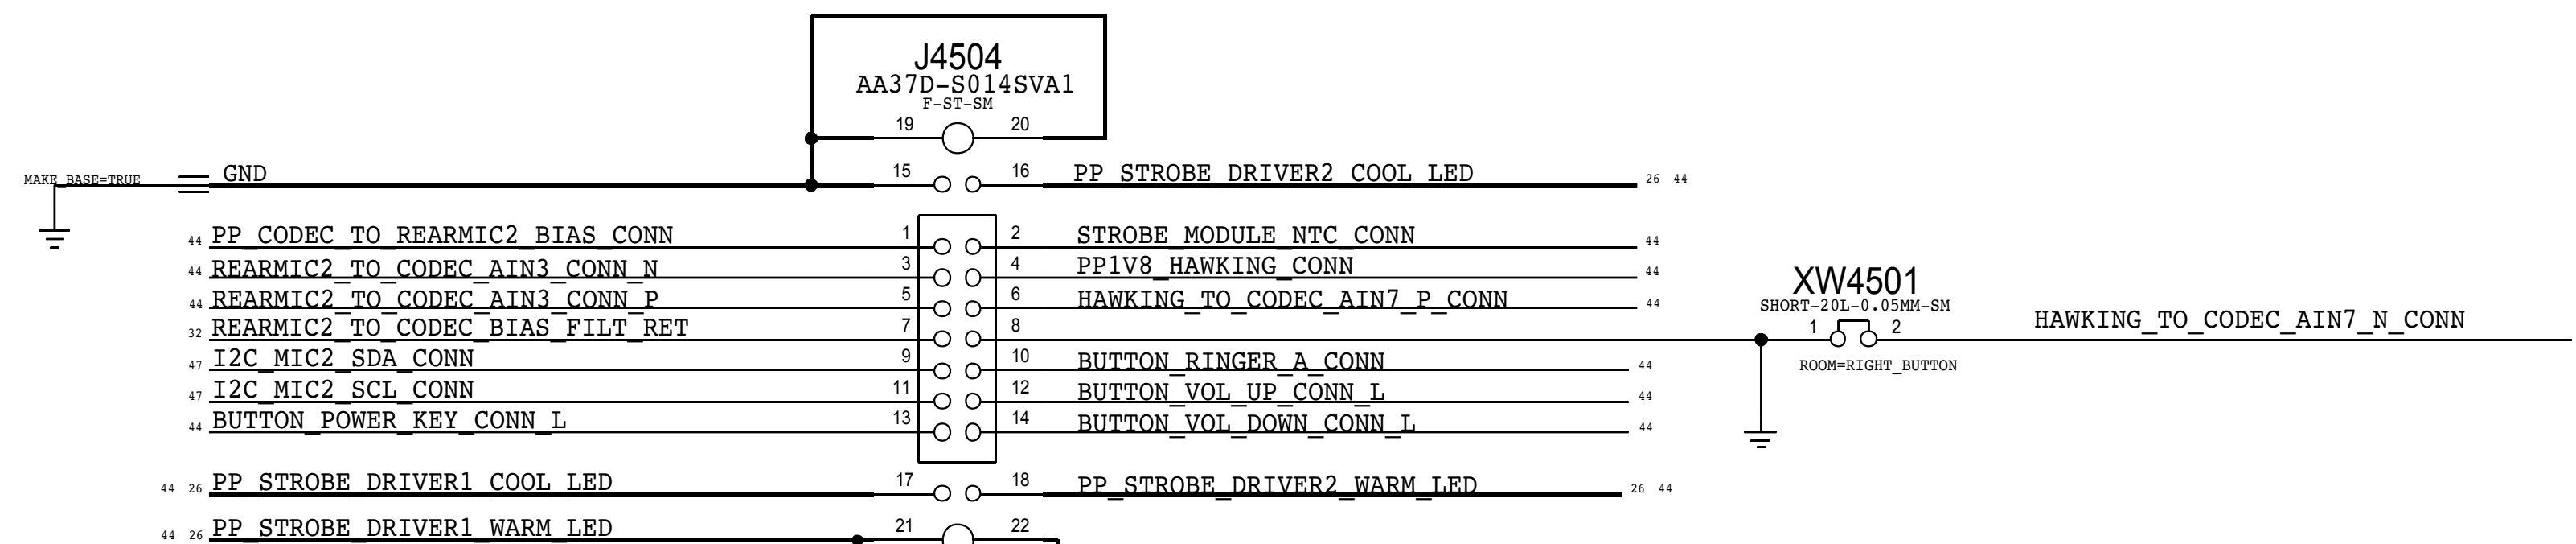 J4504
AA37D-S014SVA1
F-ST-SM
19 20
MAKE_BASE=TRUE GND 15 16 PP_STROBE_DRIVER2_COOL_LED 26 44
44 PP_CODEC_TO_REARMIC2_BIAS_CONN 1 2 STROBE_MODULE_NTC_CONN 44
44 REARMIC2_TO_CODEC_AIN3_CONN_N 3 4 PP1V8_HAWKING_CONN 44
XW4501
44 REARMIC2_TO_CODEC_AIN3_CONN_P 5 6 HAWKING_TO_CODEC_AIN7_P_CONN 44
SHORT-20L-0.05MM-SM
32 REARMIC2_TO_CODEC_BIAS_FILT_RET 7 8 1 2 HAWKING_TO_CODEC_AIN7_N_CONN
47 I2C_MIC2_SDA_CONN 9 10 BUTTON_RINGER_A_CONN 44
ROOM=RIGHT_BUTTON
47 I2C_MIC2_SCL_CONN 11 12 BUTTON_VOL_UP_CONN_L 44
44 BUTTON_POWER_KEY_CONN_L 13 14 BUTTON_VOL_DOWN_CONN_L 44
44 26 PP_STROBE_DRIVER1_COOL_LED 17 18 PP_STROBE_DRIVER2_WARM_LED 26 44
44 26 PP_STROBE_DRIVER1_WARM_LED 21 22